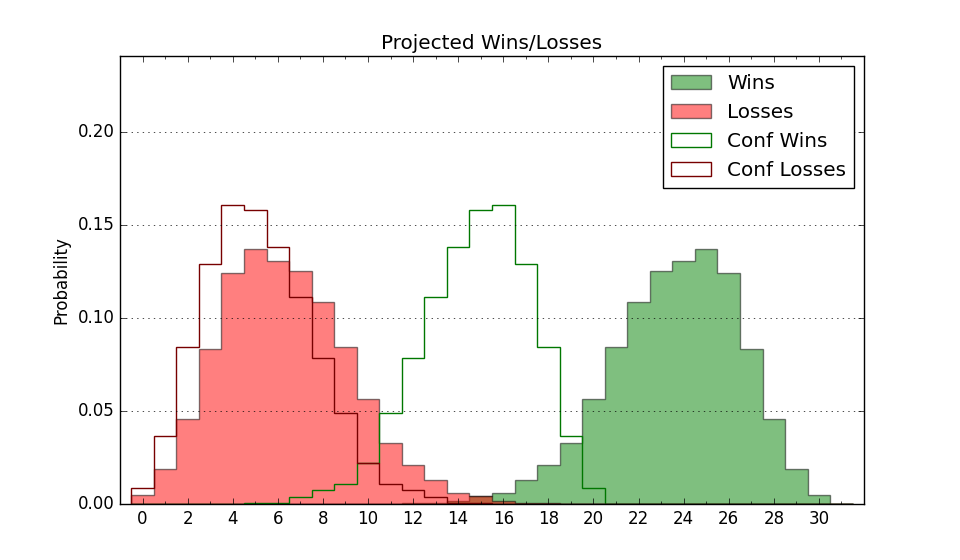 Projected Wins/Losses
Wins
Losses
Conf Wins
Conf Losses
Probability
0.20
0.15
0.10
0.05
0.00
0 2 4 6 8 10 12 14 16 18 20 22 24 26 28 30